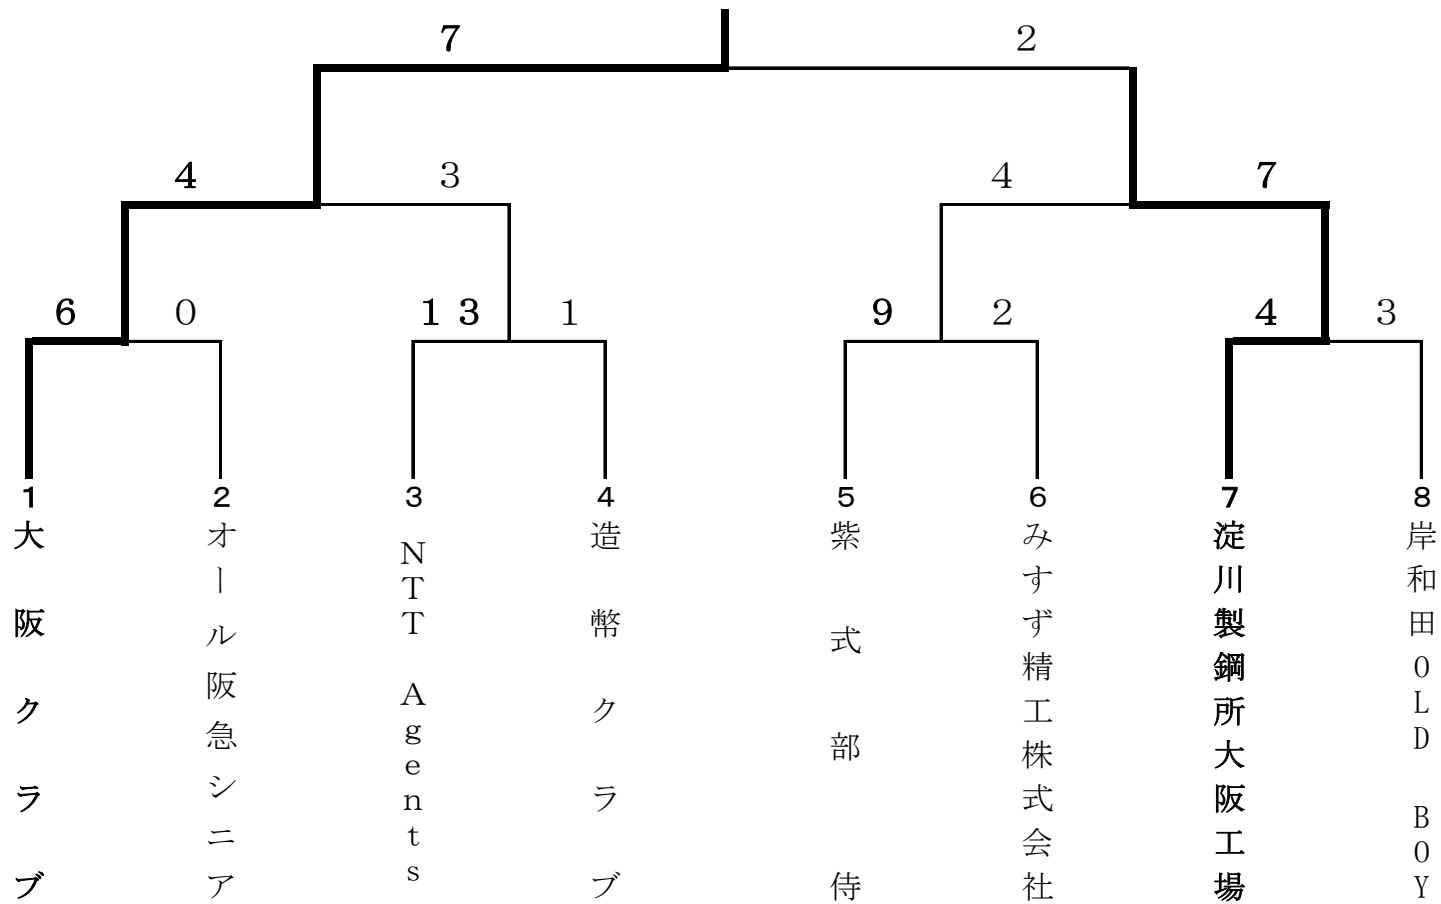 7 2
4 3 4 7
6 0 13 1 9 2 4 3
1 2 3 4 5 6 7 8
大阪クラブ
オール阪急シニア
NTT Agents
造幣クラブ
紫式部侍
みすず精工株式会社
淀川製鋼所大阪工場
岸和田OLD BOY